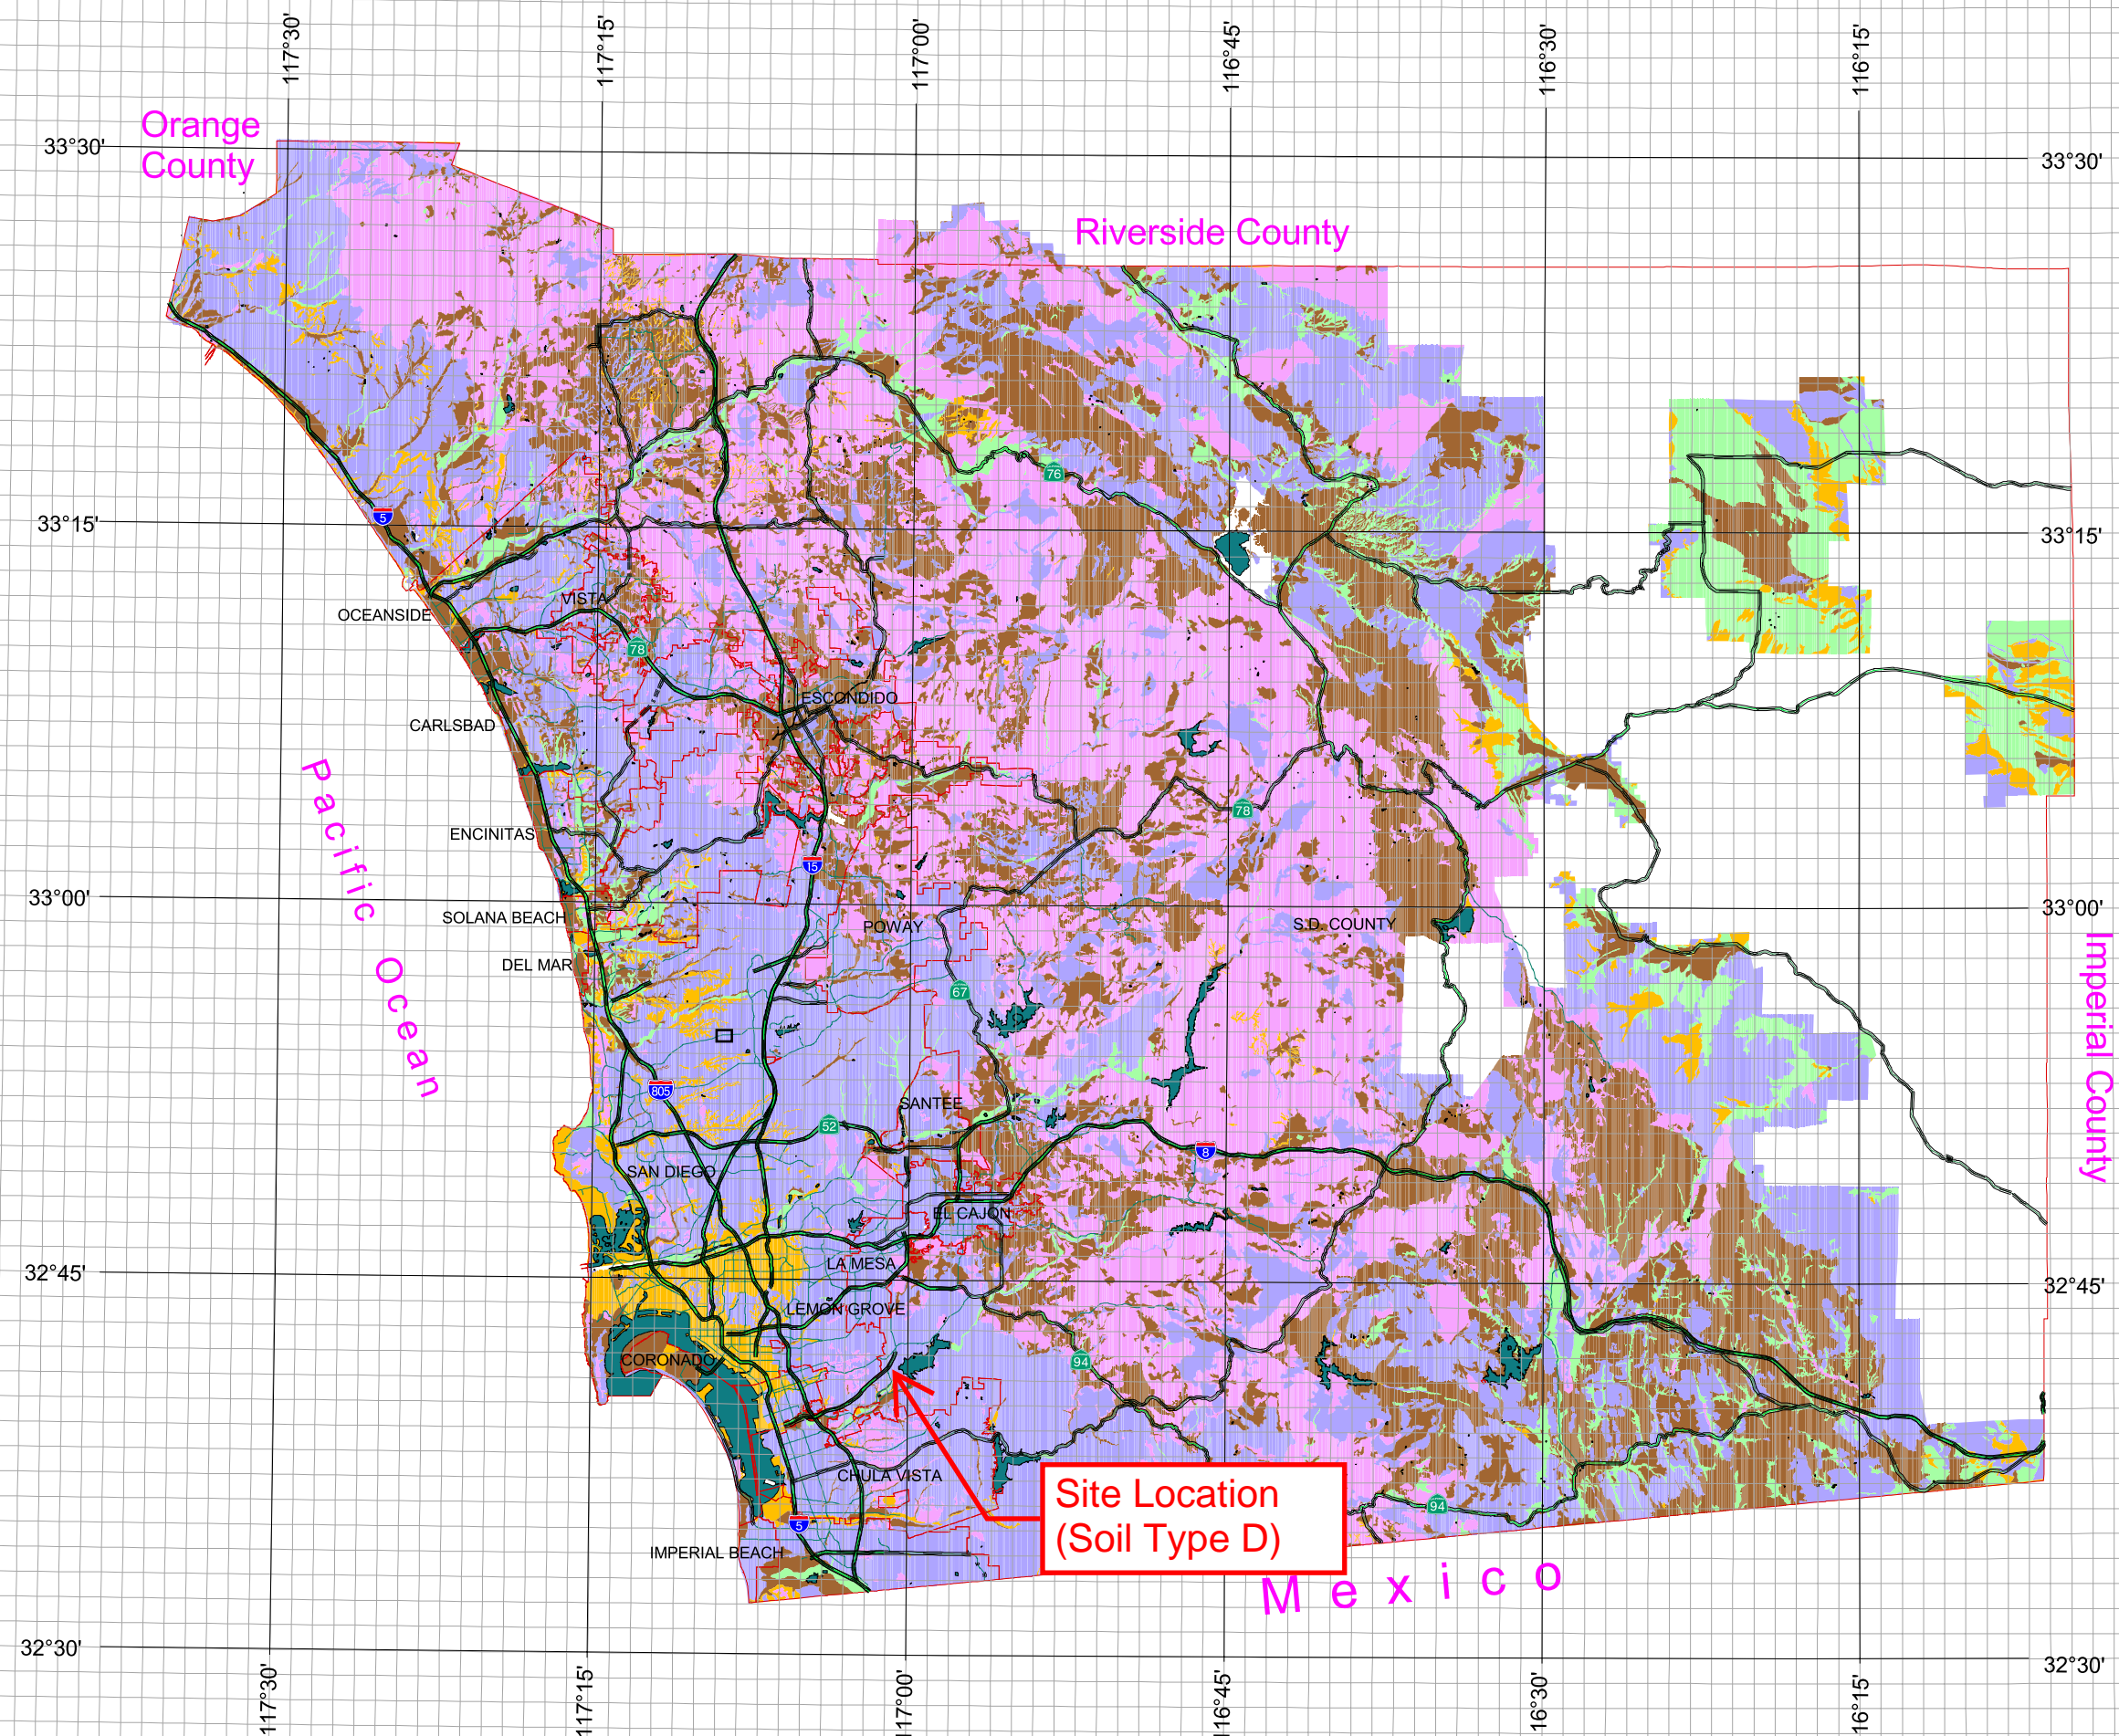 117°30'
117°15'
117°00'
116°45'
116°30'
116°15'
Orange
County
33°30'
33°30'
Riverside County
76
5
33°15'
33°15'
OCEANSIDE
VISTA
78
ESCONDIDO
CARLSBAD
78
ENCINITAS
15
33°00'
33°00'
SOLANA BEACH
POWAY
S.D. COUNTY
DEL MAR
67
Pacific Ocean
Imperial County
805
SANTEE
52
8
SAN DIEGO
EL CAJON
LA MESA
32°45'
32°45'
LEMON GROVE
CORONADO
94
CHULA VISTA
Site Location
(Soil Type D)
94
5
IMPERIAL BEACH
Mexico
32°30'
32°30'
117°30'
117°15'
117°00'
116°45'
116°30'
116°15'